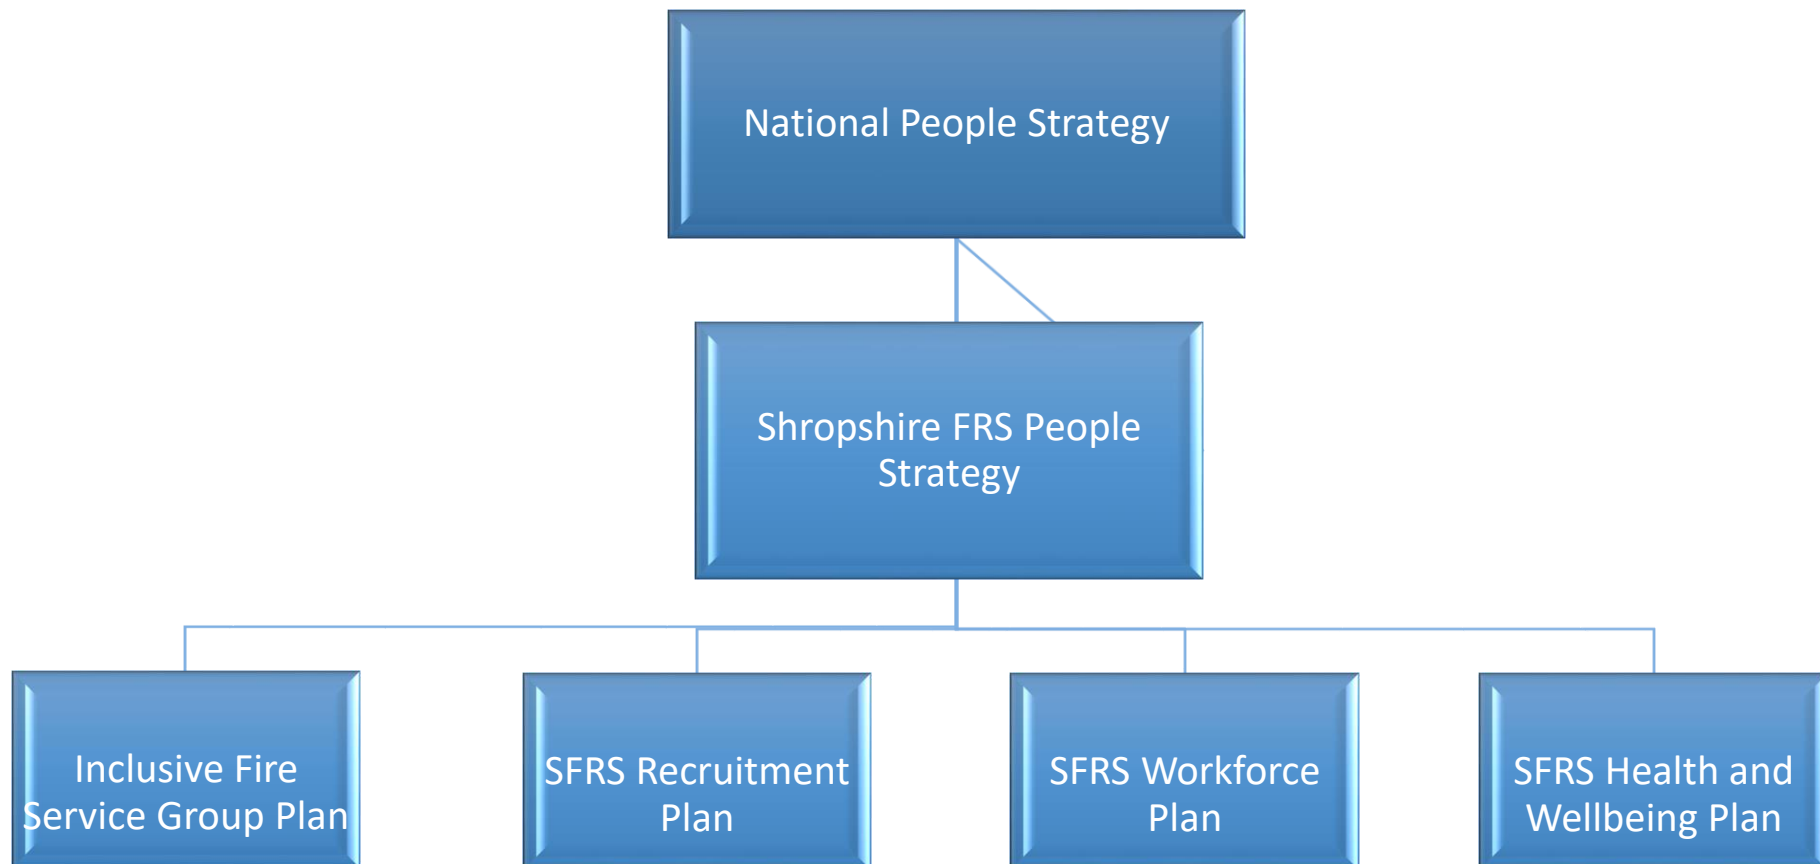 National People Strategy
Shropshire FRS People
Strategy
Inclusive Fire
Service Group Plan
SFRS Recruitment
Plan
SFRS Workforce
Plan
SFRS Health and
Wellbeing Plan